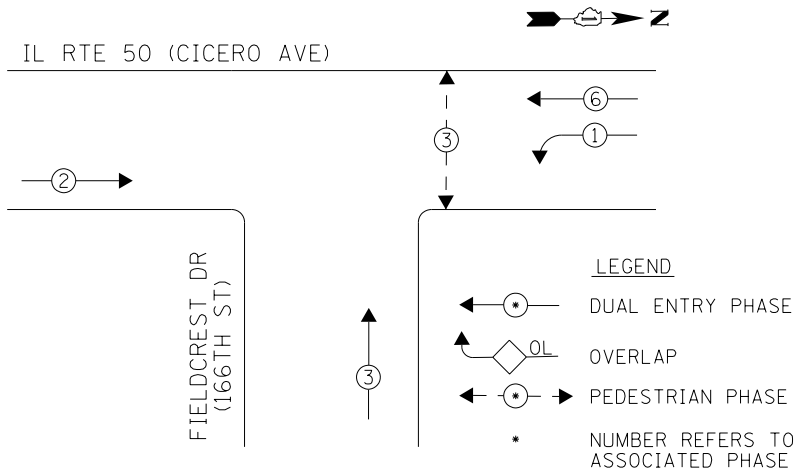 N
IL RTE 50 (CICERO AVE)
6
3
1
2
FIELDCREST DR
(166TH ST)
3
LEGEND
* DUAL ENTRY PHASE
OL OVERLAP
* PEDESTRIAN PHASE
* NUMBER REFERS TO
ASSOCIATED PHASE